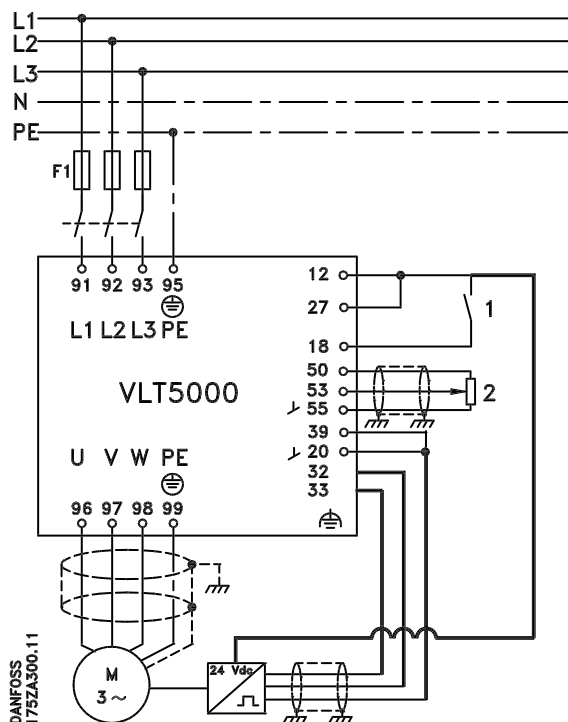 L1
L2
L3
N
PE
F1
91 92 93 95
L1 L2 L3 PE
VLT5000
U V W PE
96 97 98 99
12
27
18
50
53
55
39
20
32
33
1
2
M
3~
24 Vdc
DANFOSS
175ZA300.11